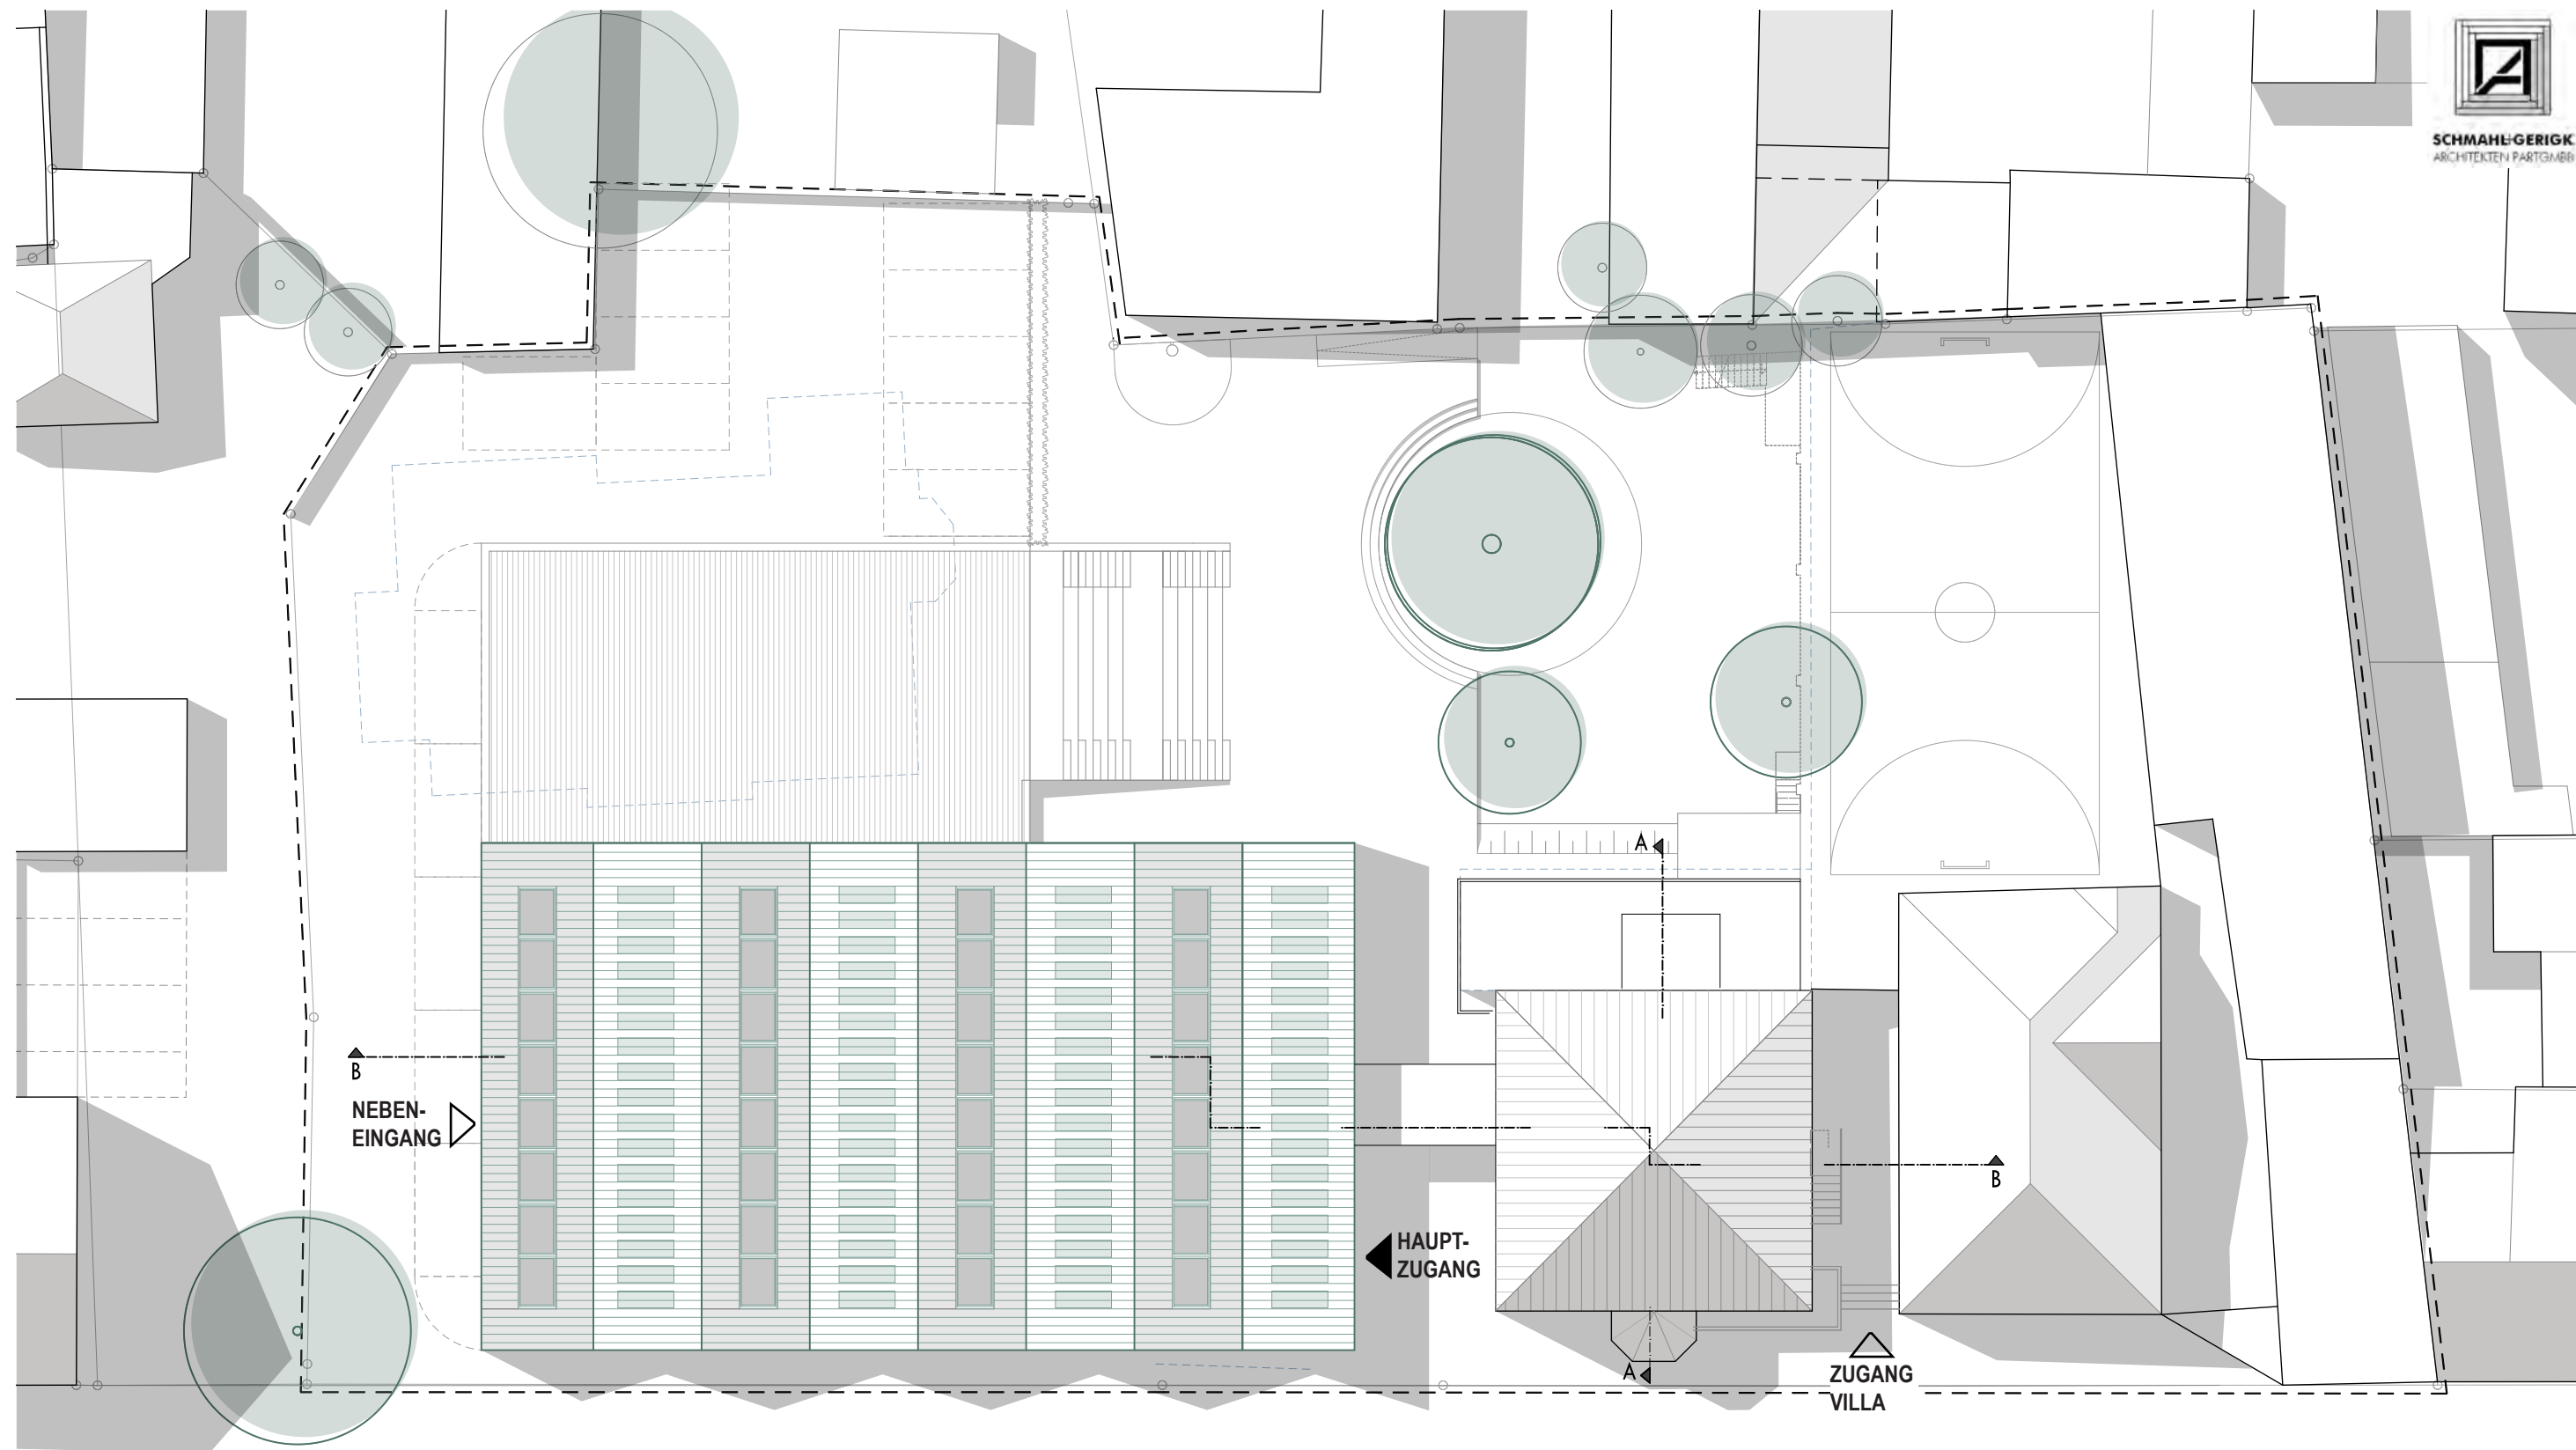 SCHMAHL+GERIGK
ARCHITEKTEN PARTGMBB
A
B
NEBEN-
EINGANG
B
HAUPT-
ZUGANG
A
ZUGANG
VILLA